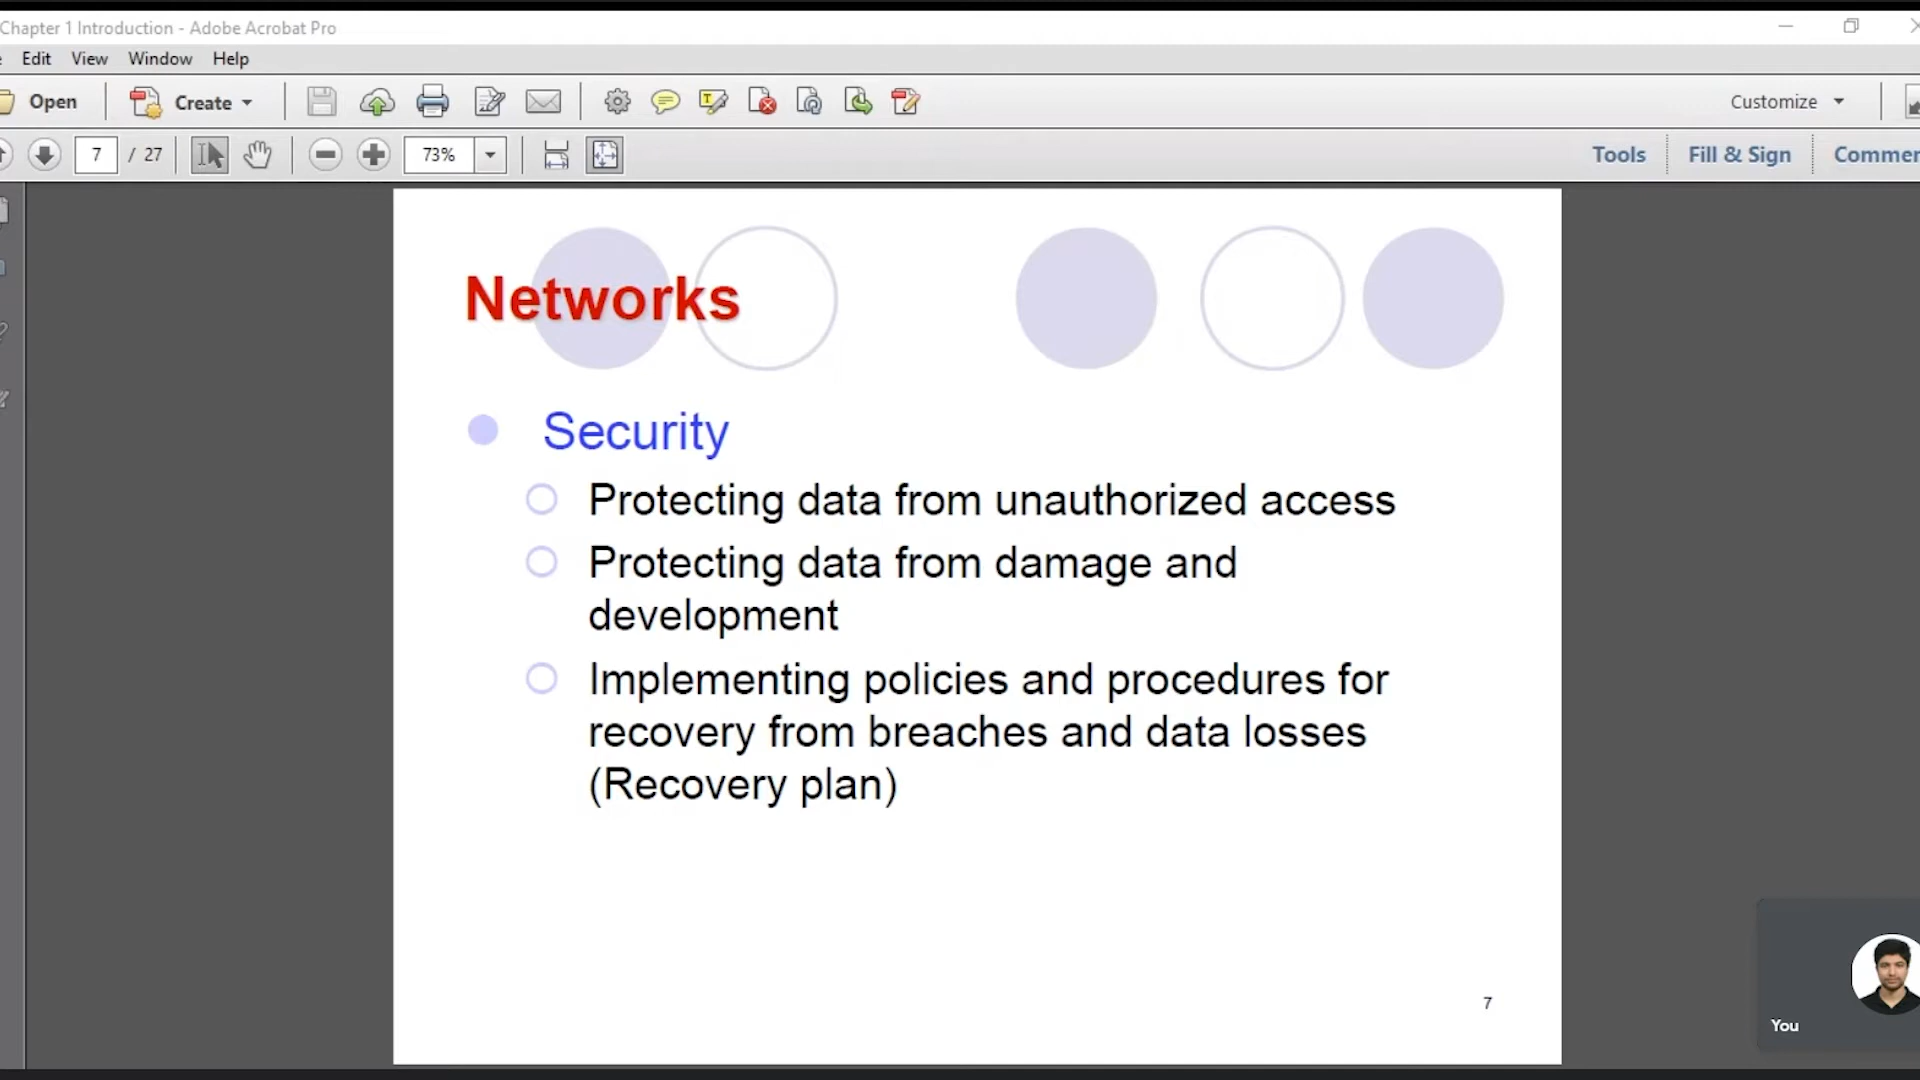 Chapter 1 Introduction - Adobe Acrobat Pro
Edit View Window Help
Open Create Customize
7 / 27 73% Tools Fill & Sign
Networks
Security
Protecting data from unauthorized access
Protecting data from damage and
development
Implementing policies and procedures for
recovery from breaches and data losses
(Recovery plan)
7
You